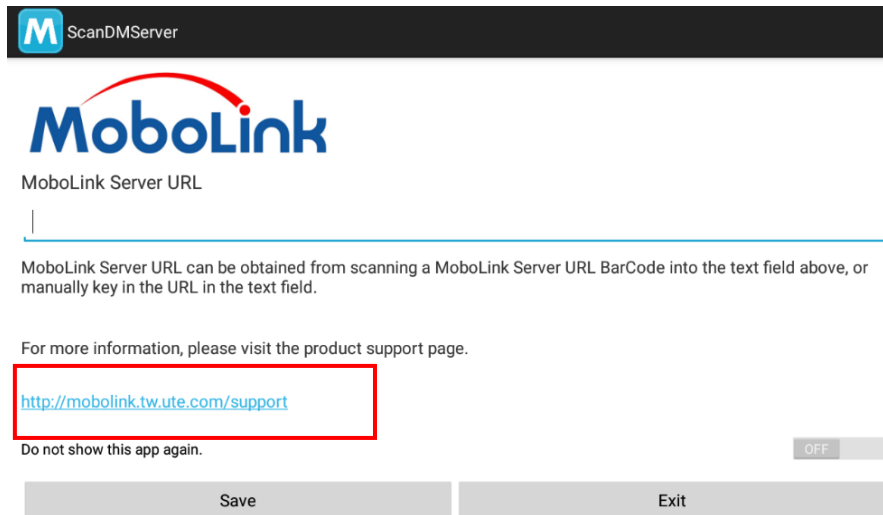 M ScanDMServer
MoboLink
MoboLink Server URL
MoboLink Server URL can be obtained from scanning a MoboLink Server URL BarCode into the text field above, or
manually key in the URL in the text field.
For more information, please visit the product support page.
http://mobolink.tw.ute.com/support
Do not show this app again.
OFF
Save
Exit